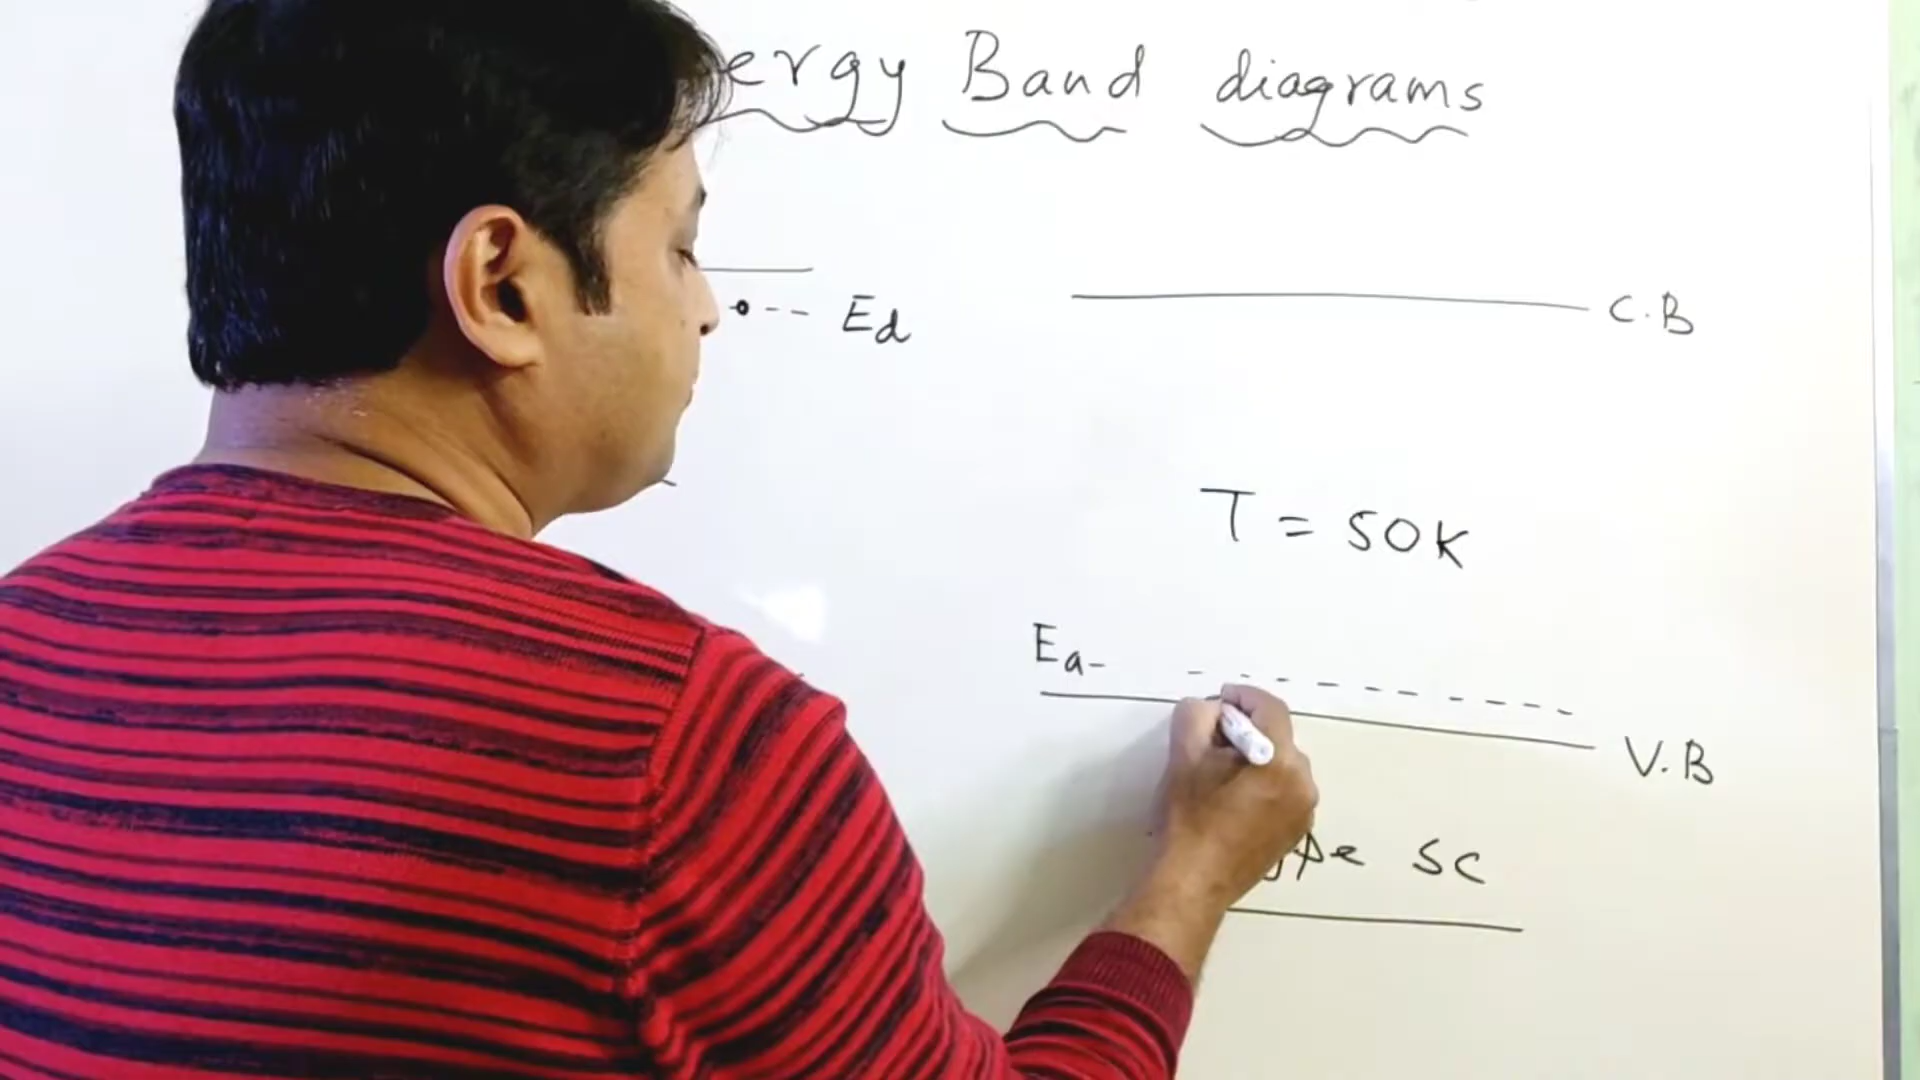 ergy Band diagrams
Ed
C.B
T = 50K
Ea
V.B
SC